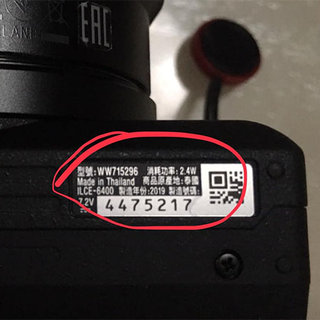 EAC
型號:WW715296 消耗功率:2.4W
Made in Thailand 商品原產地:泰國
ILCE-6400 製造年份:2019 製造號碼:
7.2V 4475217